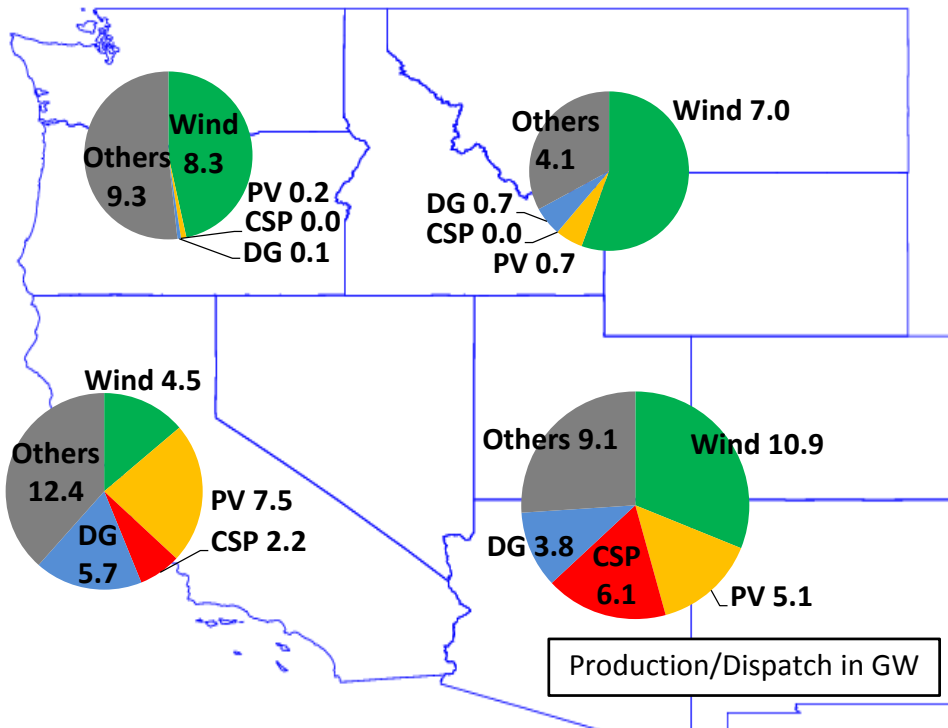 Wind
8.3
Others
9.3
PV 0.2
CSP 0.0
DG 0.1
Wind 7.0
Others
4.1
DG 0.7
CSP 0.0
PV 0.7
Wind 4.5
Others
12.4
PV 7.5
CSP 2.2
DG
5.7
Others 9.1
Wind 10.9
DG 3.8
CSP
6.1
PV 5.1
Production/Dispatch in GW